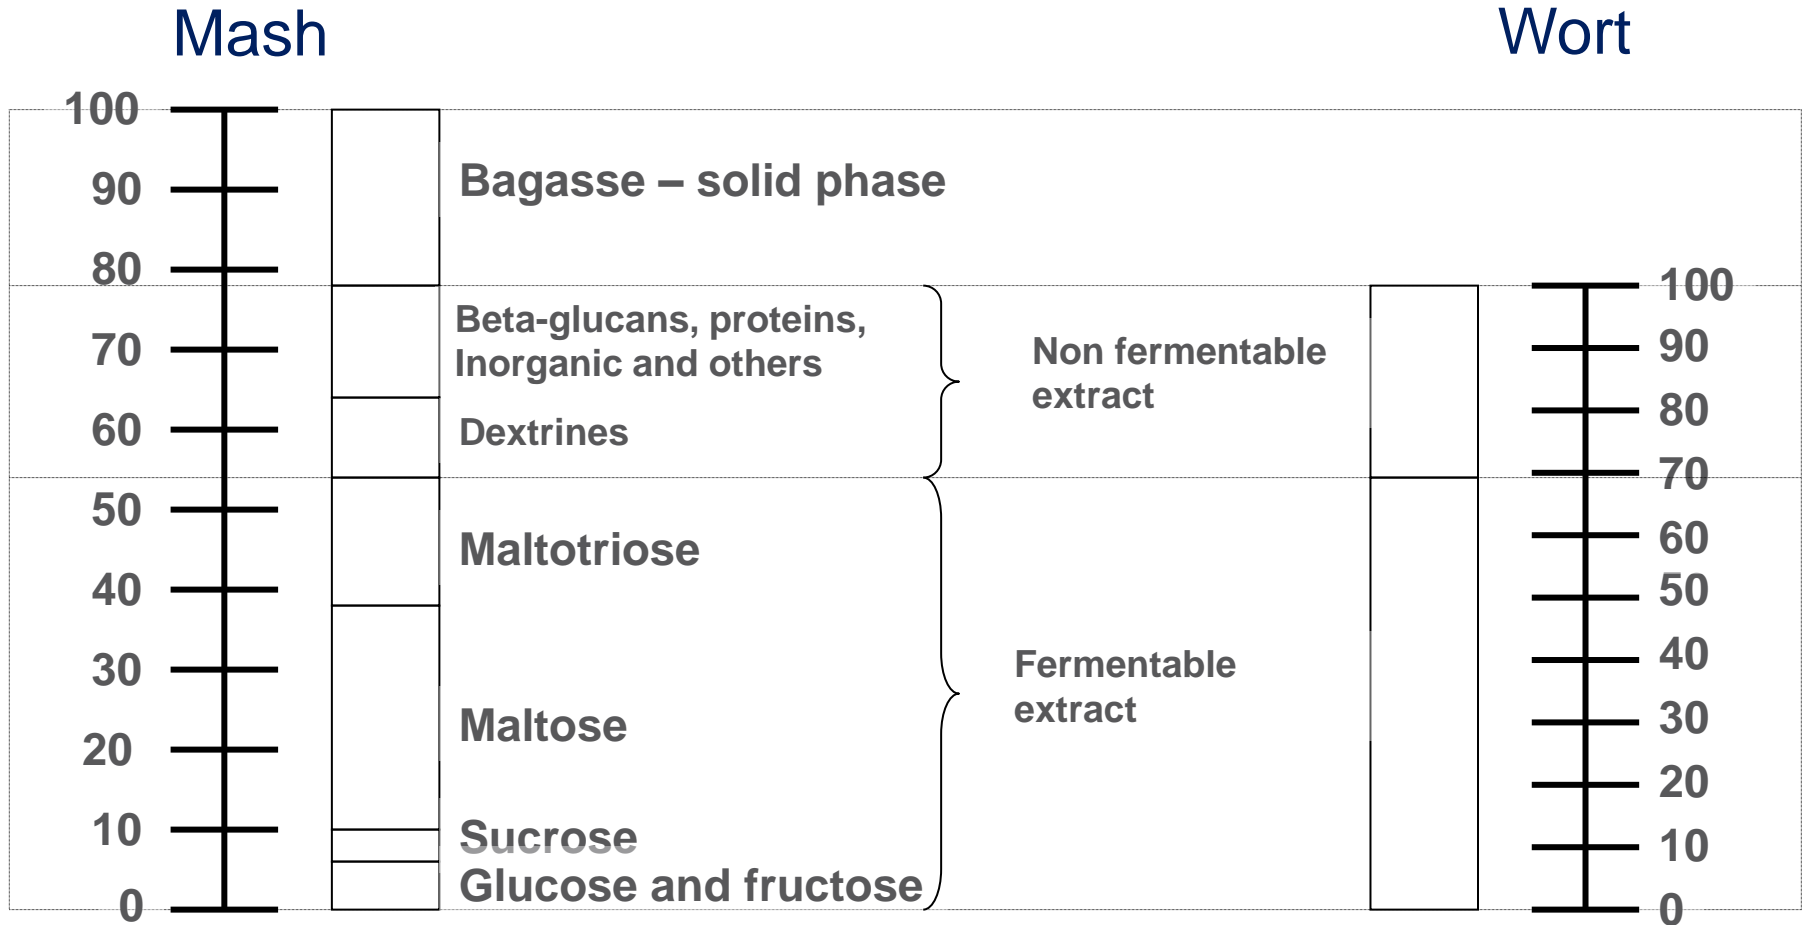 Mash
Wort
100
90
80
70
60
50
40
30
20
10
0
Bagasse – solid phase
Beta-glucans, proteins,
Inorganic and others
Dextrines
Maltotriose
Maltose
Sucrose
Glucose and fructose
Non fermentable
extract
Fermentable
extract
100
90
80
70
60
50
40
30
20
10
0